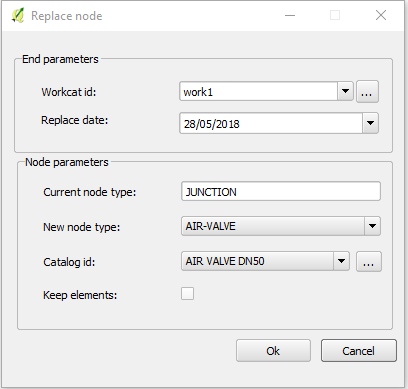 Replace node
End parameters
Workcat id: work1 ...
Replace date: 28/05/2018
Node parameters
Current node type: JUNCTION
New node type: AIR-VALVE
Catalog id: AIR VALVE DN50 ...
Keep elements:
Ok Cancel